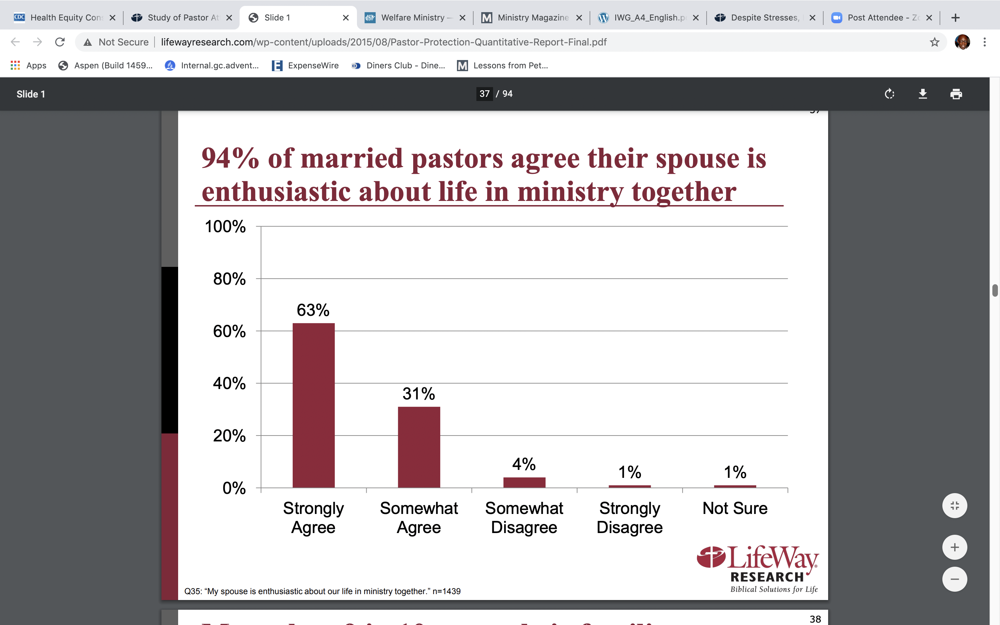 CDC Health Equity Con
Study of Pastor At
Slide 1
Welfare Ministry —
M Ministry Magazine
IWG_A4_English.p
Despite Stresses,
Post Attendee - Zo
Not Secure lifewayresearch.com/wp-content/uploads/2015/08/Pastor-Protection-Quantitative-Report-Final.pdf
Apps
Aspen (Build 1459...
Internal.gc.advent...
E ExpenseWire
Diners Club - Dine...
M Lessons from Pet...
Slide 1
37 / 94
37
94% of married pastors agree their spouse is
enthusiastic about life in ministry together
100%
80%
60%
40%
20%
0%
63%
31%
4%
1%
1%
Strongly
Agree
Somewhat
Agree
Somewhat
Disagree
Strongly
Disagree
Not Sure
LifeWay®
RESEARCH
Biblical Solutions for Life
Q35: “My spouse is enthusiastic about our life in ministry together.” n=1439
38